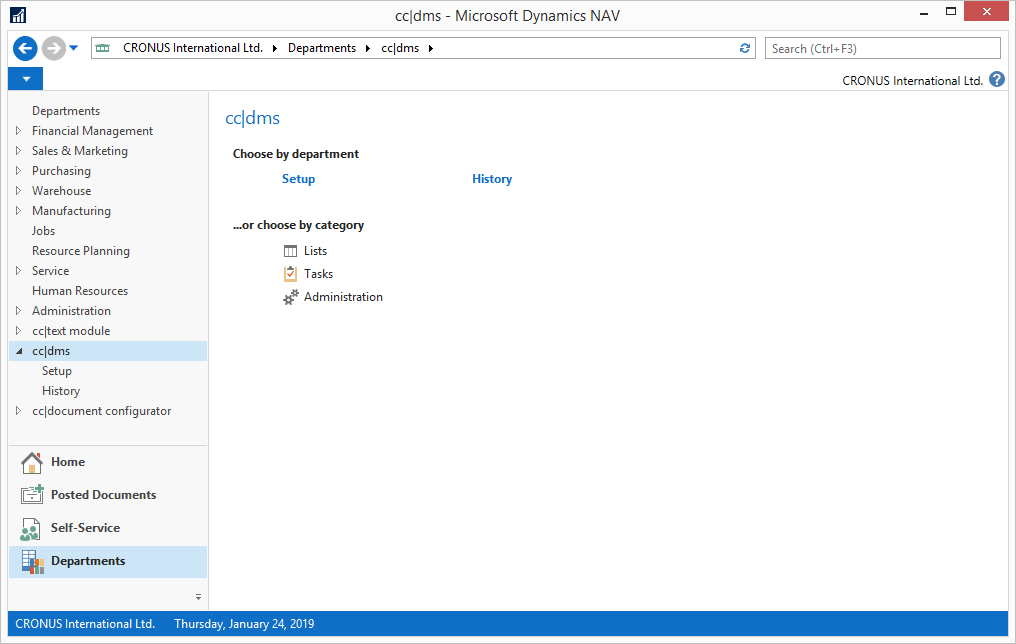 cc|dms - Microsoft Dynamics NAV
CRONUS International Ltd. Departments cc|dms
Search (Ctrl+F3)
CRONUS International Ltd.
Departments
Financial Management
Sales & Marketing
Purchasing
Warehouse
Manufacturing
Jobs
Resource Planning
Service
Human Resources
Administration
cc|text module
cc|dms
Setup
History
cc|document configurator
Home
Posted Documents
Self-Service
Departments
cc|dms
Choose by department
Setup History
...or choose by category
Lists
Tasks
Administration
CRONUS International Ltd. Thursday, January 24, 2019